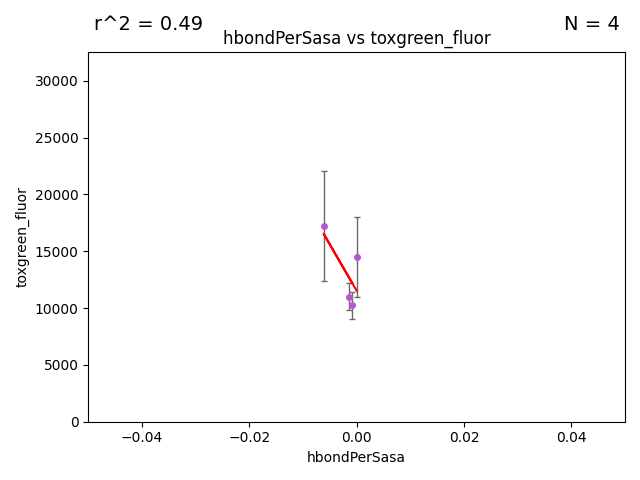 r^2 = 0.49
N = 4
hbondPerSasa vs toxgreen_fluor
30000
25000
20000
15000
10000
5000
0
toxgreen_fluor
−0.04
−0.02
0.00
0.02
0.04
hbondPerSasa